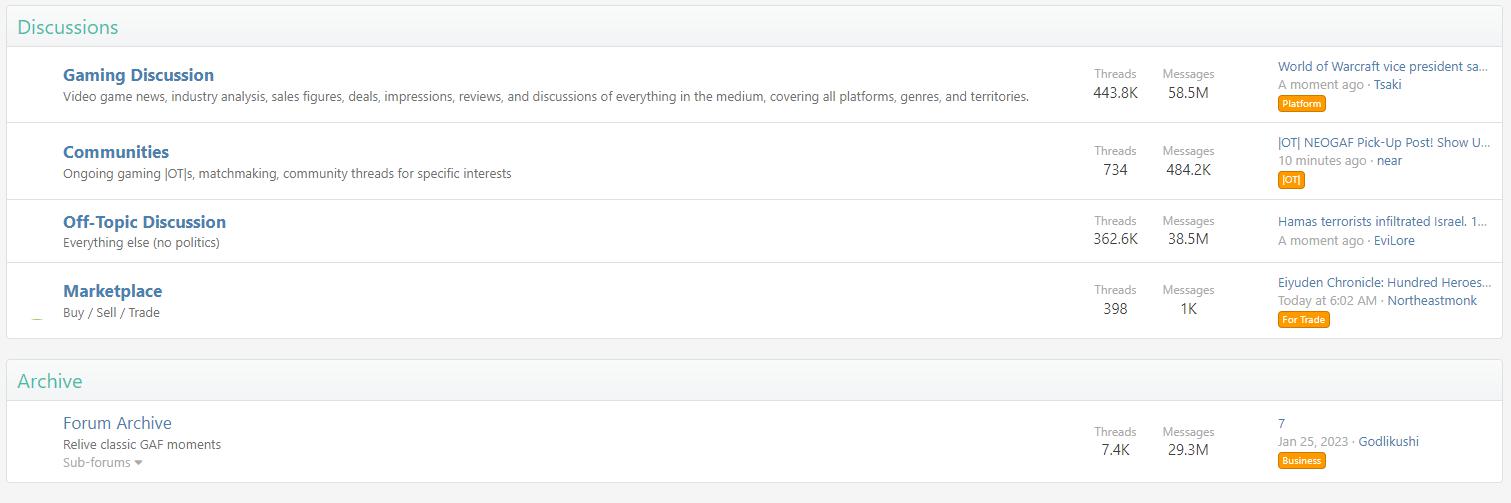 Discussions
Gaming Discussion
Video game news, industry analysis, sales figures, deals, impressions, reviews, and discussions of everything in the medium, covering all platforms, genres, and territories.
Threads
443.8K
Messages
58.5M
World of Warcraft vice president sa...
A moment ago · Tsaki
Platform
Communities
Ongoing gaming |OT|s, matchmaking, community threads for specific interests
Threads
734
Messages
484.2K
|OT| NEOGAF Pick-Up Post! Show U...
10 minutes ago · near
|OT|
Off-Topic Discussion
Everything else (no politics)
Threads
362.6K
Messages
38.5M
Hamas terrorists infiltrated Israel. 1...
A moment ago · EviLore
Marketplace
Buy / Sell / Trade
Threads
398
Messages
1K
Eiyuden Chronicle: Hundred Heroes...
Today at 6:02 AM · Northeastmonk
For Trade
Archive
Forum Archive
Relive classic GAF moments
Sub-forums
Threads
7.4K
Messages
29.3M
7
Jan 25, 2023 · Godlikushi
Business